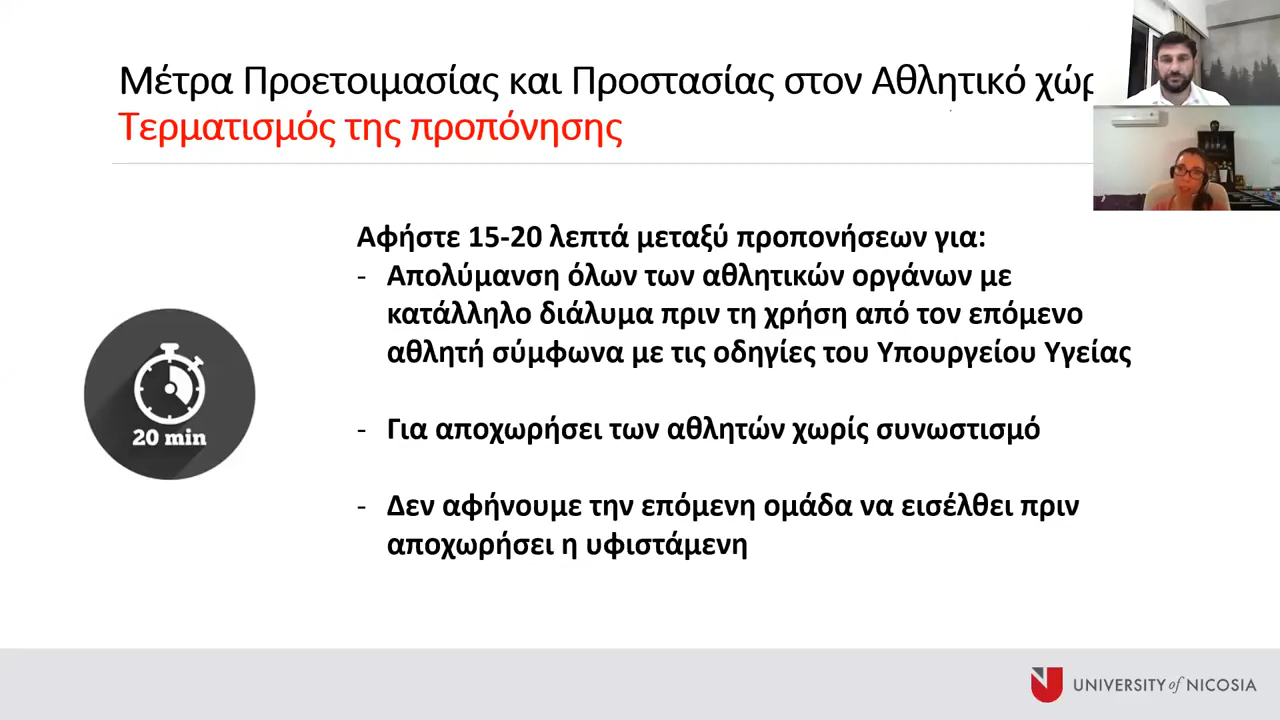 Μέτρα Προετοιμασίας και Προστασίας στον Αθλητικό χώρ
Τερματισμός της προπόνησης
Αφήστε 15-20 λεπτά μεταξύ προπονήσεων για:
- Απολύμανση όλων των αθλητικών οργάνων με
κατάλληλο διάλυμα πριν τη χρήση από τον επόμενο
αθλητή σύμφωνα με τις οδηγίες του Υπουργείου Υγείας
- Για αποχωρήσει των αθλητών χωρίς συνωστισμό
- Δεν αφήνουμε την επόμενη ομάδα να εισέλθει πριν
αποχωρήσει η υφιστάμενη
20 min
UNIVERSITY of NICOSIA